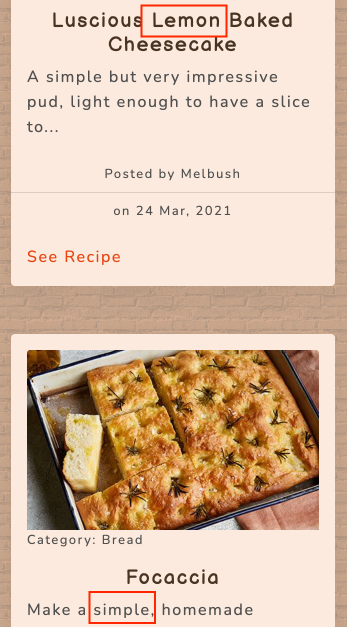 Luscious Lemon Baked
Cheesecake
A simple but very impressive
pud, light enough to have a slice
to...
Posted by Melbush
on 24 Mar, 2021
See Recipe
Category: Bread
Focaccia
Make a simple, homemade